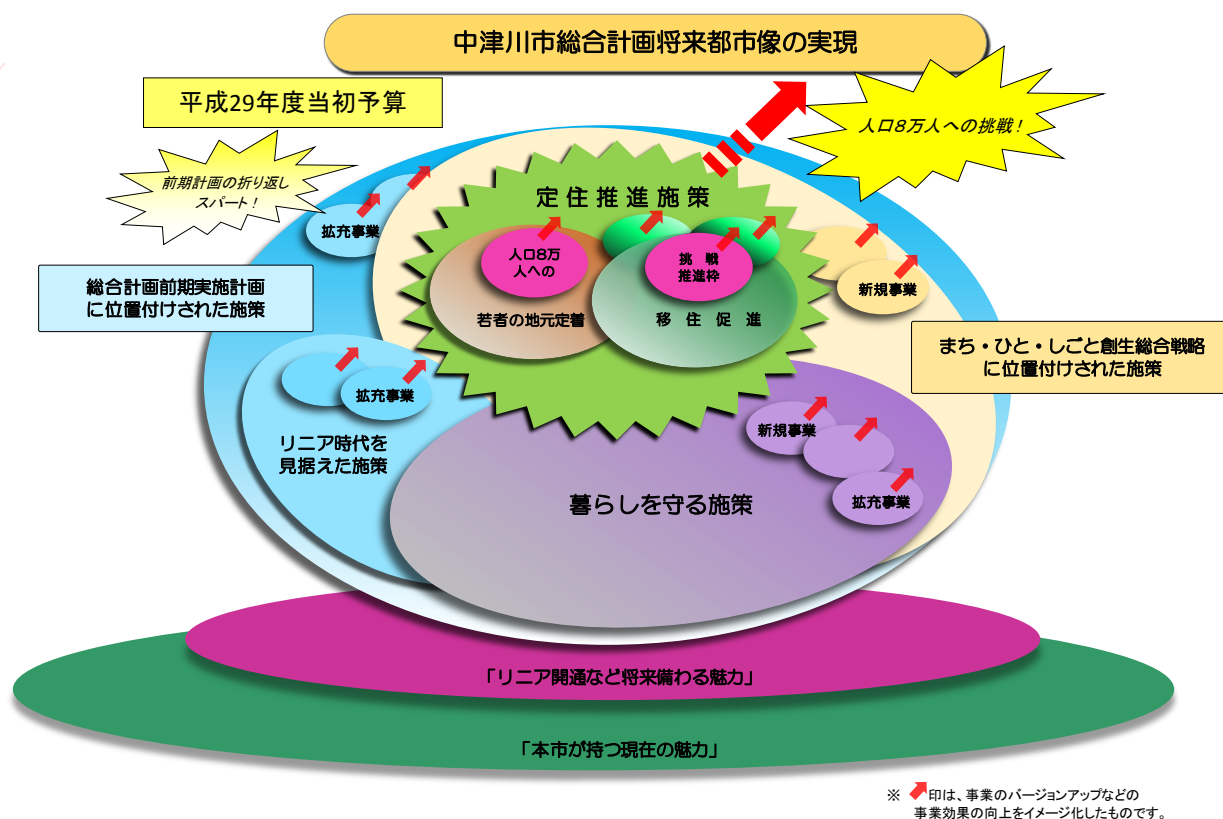 中津川市総合計画将来都市像の実現
平成29年度当初予算
人口8万人への挑戦！
前期計画の折り返し
スパート！
定住推進施策
拡充事業
人口8万
人への
挑　戦
推進枠
総合計画前期実施計画
に位置付けされた施策
新規事業
若者の地元定着
移　住　促　進
まち・ひと・しごと創生総合戦略
に位置付けされた施策
拡充事業
新規事業
リニア時代を
見据えた施策
拡充事業
暮らしを守る施策
「リニア開通など将来備わる魅力」
「本市が持つ現在の魅力」
※　印は、事業のバージョンアップなどの
事業効果の向上をイメージ化したものです。